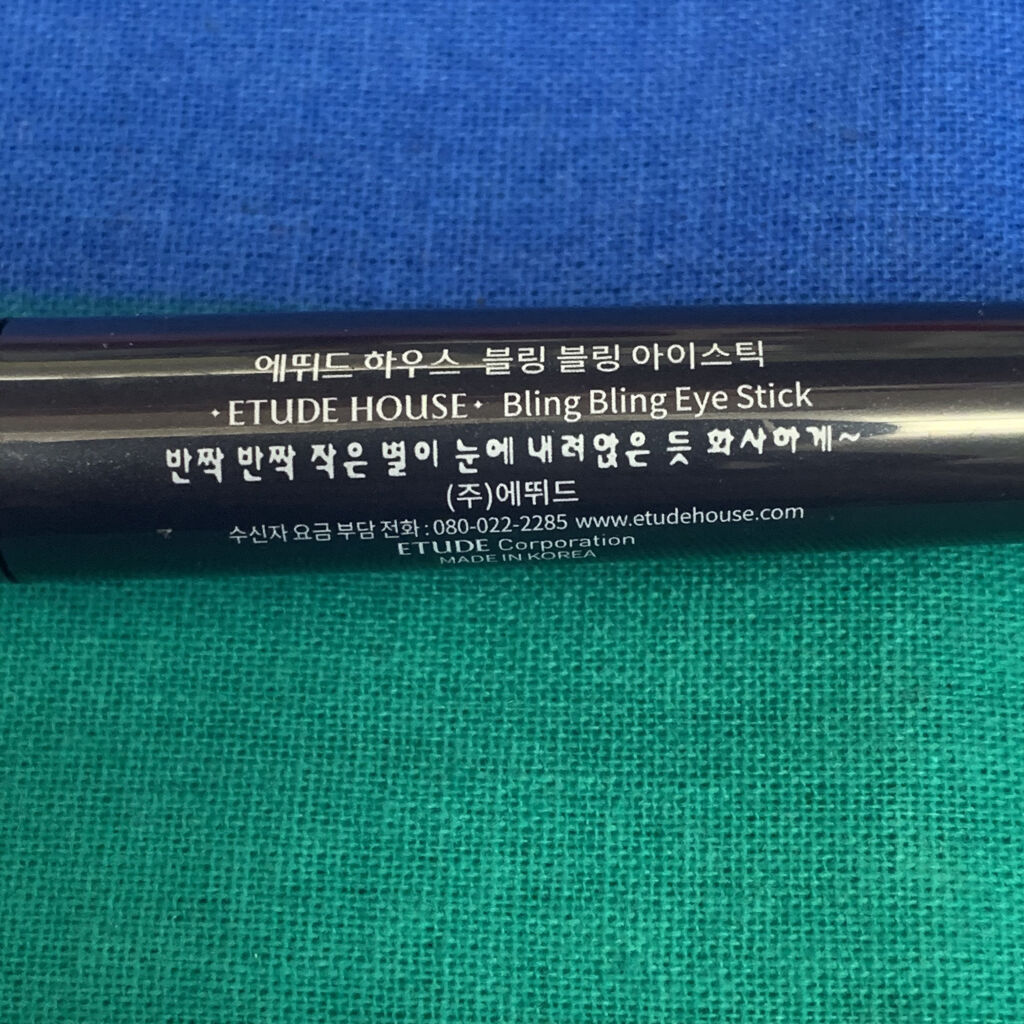 에뛰드 하우스 블링 블링 아이스틱
ETUDE HOUSE Bling Bling Eye Stick
반짝 반짝 작은 별이 눈에 내려앉은 듯 화사하게~
(주)에뛰드
수신자 요금 부담 전화 : 080-022-2285 www.etudehouse.com
ETUDE Corporation
MADE IN KOREA